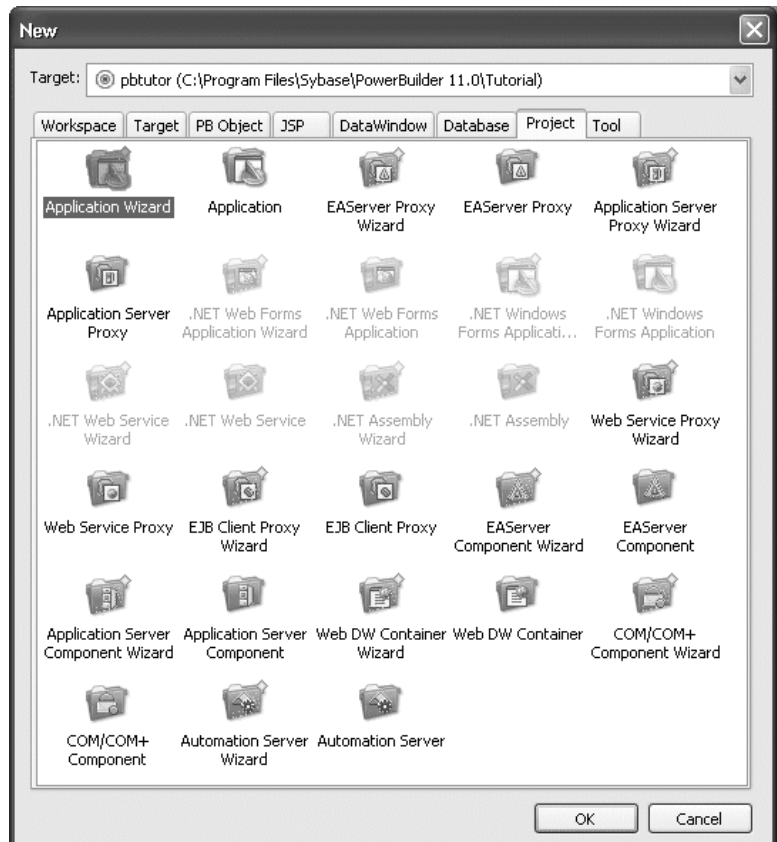 New
Target: pbtutor (C:\Program Files\Sybase\PowerBuilder 11.0\Tutorial)
Workspace Target PB Object JSP DataWindow Database Project Tool
Application Wizard
Application
EAServer Proxy
Wizard
EAServer Proxy
Application Server
Proxy Wizard
Application Server
Proxy
.NET Web Forms
Application Wizard
.NET Web Forms
Application
.NET Windows
Forms Applicati...
.NET Windows
Forms Application
.NET Web Service
Wizard
.NET Web Service
.NET Assembly
Wizard
.NET Assembly
Web Service Proxy
Wizard
Web Service Proxy
EJB Client Proxy
Wizard
EJB Client Proxy
EAServer
Component Wizard
EAServer
Component
Application Server
Component Wizard
Application Server
Component
Web DW Container
Wizard
Web DW Container
COM/COM+
Component Wizard
COM/COM+
Component
Automation Server
Wizard
Automation Server
OK
Cancel